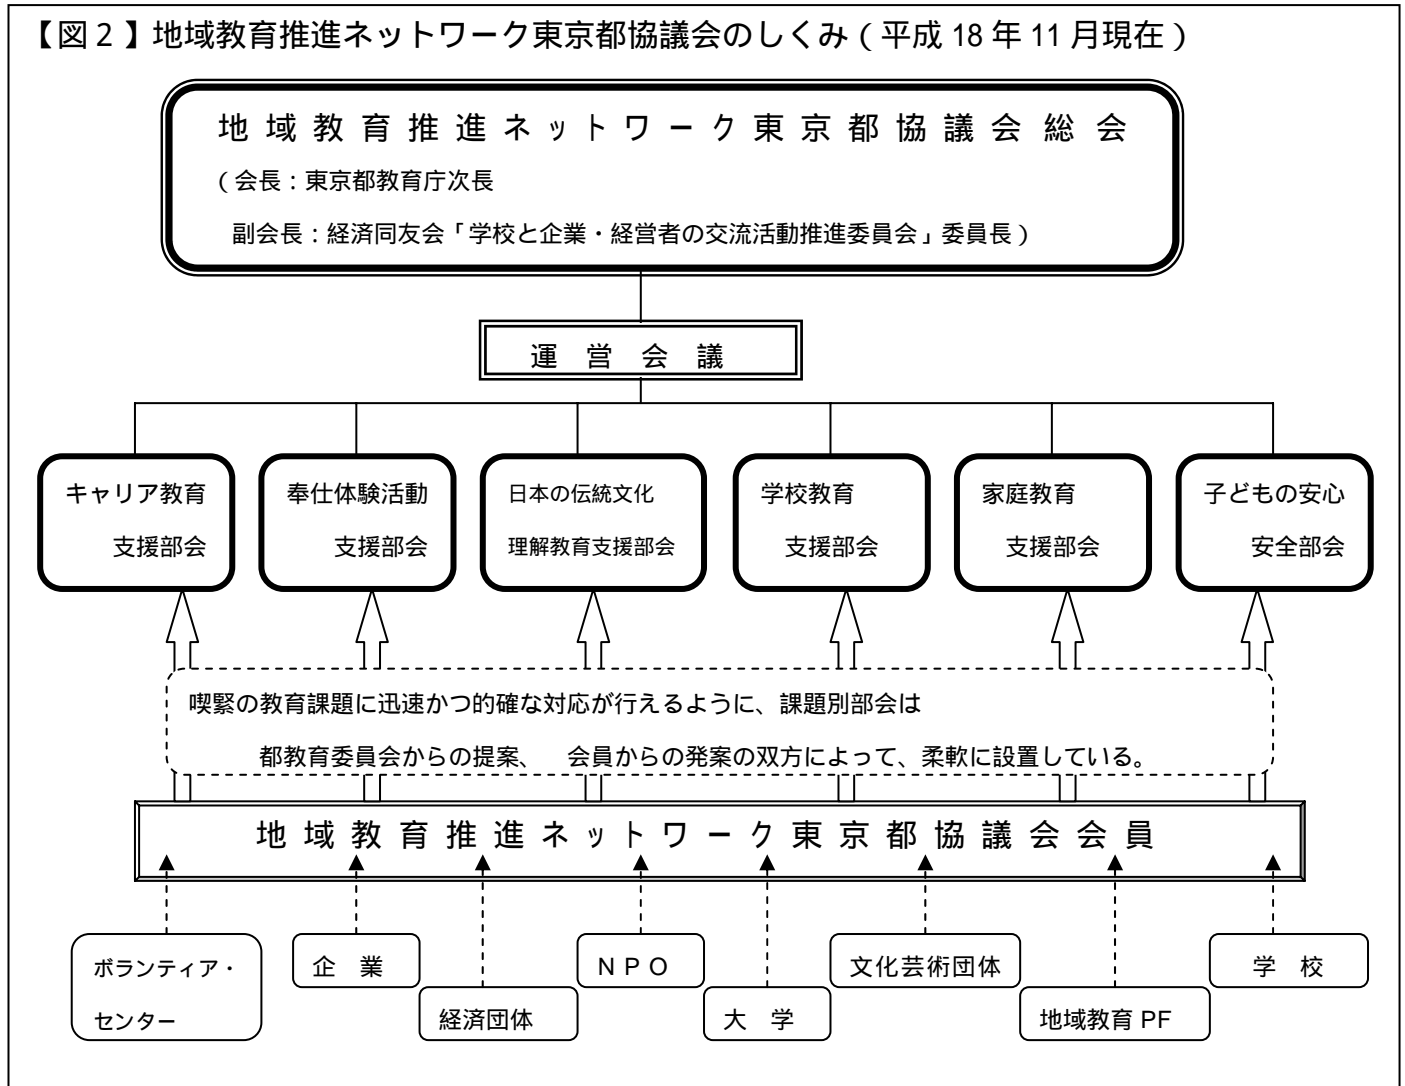 【図２】地域教育推進ネットワーク東京都協議会のしくみ（平成 18 年 11 月現在）
地域教育推進ネットワーク東京都協議会総会
（会長：東京都教育庁次長
副会長：経済同友会「学校と企業・経営者の交流活動推進委員会」委員長）
運営会議
キャリア教育
支援部会
奉仕体験活動
支援部会
日本の伝統文化
理解教育支援部会
学校教育
支援部会
家庭教育
支援部会
子どもの安心
安全部会
喫緊の教育課題に迅速かつ的確な対応が行えるように、課題別部会は
都教育委員会からの提案、　会員からの発案の双方によって、柔軟に設置している。
地域教育推進ネットワーク東京都協議会会員
ボランティア・
センター
企　業
経済団体
ＮＰＯ
大　学
文化芸術団体
地域教育 PF
学　校